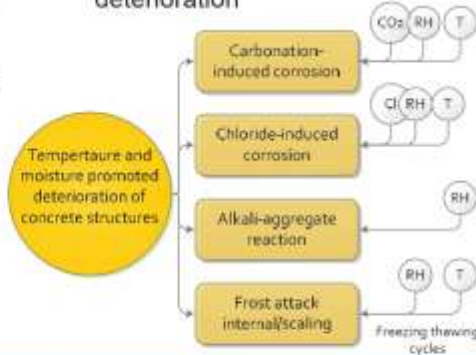 deterioration
CO₂ RH T
Carbonation-
induced corrosion
Cl RH T
Chloride-induced
corrosion
Tempertaure and
moisture promoted
deterioration of
concrete structures
RH
Alkali-aggregate
reaction
RH T
Frost attack
internal/scaling
Freezing thawing
cycles